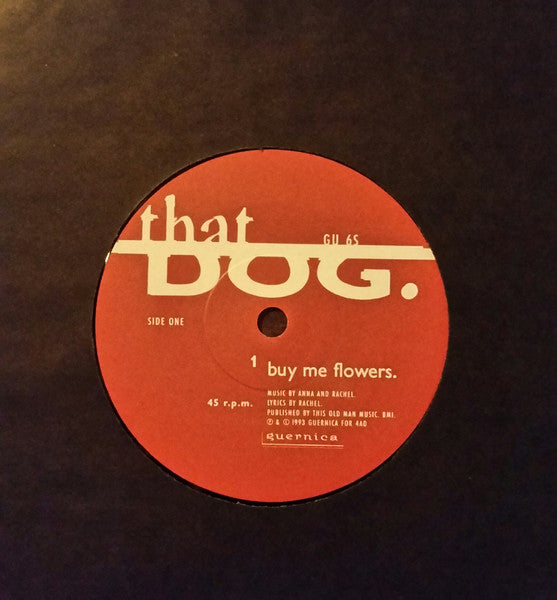 that
GU 6S
DOG.
SIDE ONE
1 buy me flowers.
45 r.p.m.
MUSIC BY ANNA AND RACHEL.
LYRICS BY RACHEL.
PUBLISHED BY THIS OLD MAN MUSIC. BMI.
℗ & © 1993 GUERNICA FOR 4AD
guernica